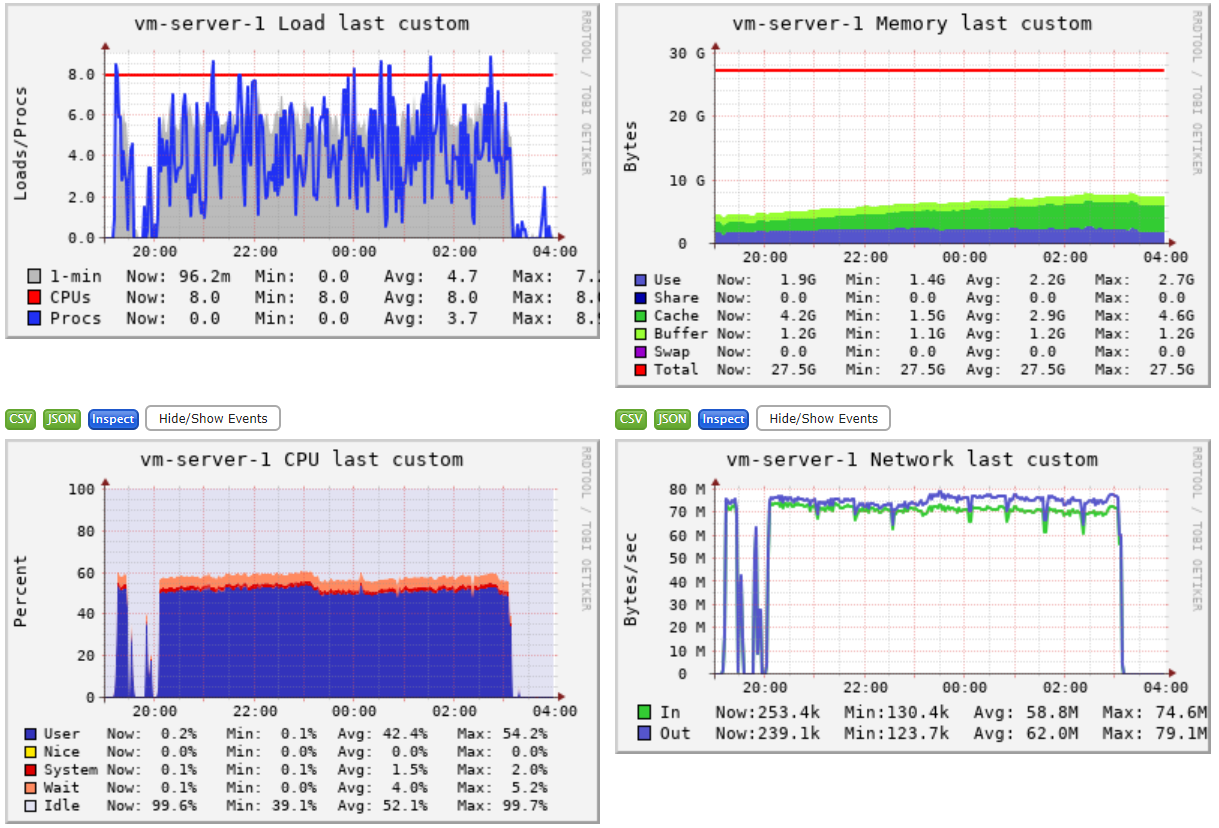 vm-server-1 Load last custom
RRDTOOL / TOBI OETIKER
Loads/Procs
8.0
6.0
4.0
2.0
0.0
20:00 22:00 00:00 02:00 04:00
1-min Now: 96.2m Min: 0.0 Avg: 4.7 Max: 7.
CPUs Now: 8.0 Min: 8.0 Avg: 8.0 Max: 8.
Procs Now: 0.0 Min: 0.0 Avg: 3.7 Max: 8.
vm-server-1 Memory last custom
RRDTOOL / TOBI OETIKER
Bytes
30 G
20 G
10 G
0
20:00 22:00 00:00 02:00 04:00
Use Now: 1.9G Min: 1.4G Avg: 2.2G Max: 2.7G
Share Now: 0.0 Min: 0.0 Avg: 0.0 Max: 0.0
Cache Now: 4.2G Min: 1.5G Avg: 2.9G Max: 4.6G
Buffer Now: 1.2G Min: 1.1G Avg: 1.2G Max: 1.2G
Swap Now: 0.0 Min: 0.0 Avg: 0.0 Max: 0.0
Total Now: 27.5G Min: 27.5G Avg: 27.5G Max: 27.5G
CSV JSON Inspect Hide/Show Events
CSV JSON Inspect Hide/Show Events
vm-server-1 CPU last custom
RRDTOOL / TOBI OETIKER
Percent
100
80
60
40
20
0
20:00 22:00 00:00 02:00 04:00
User Now: 0.2% Min: 0.1% Avg: 42.4% Max: 54.2%
Nice Now: 0.0% Min: 0.0% Avg: 0.0% Max: 0.0%
System Now: 0.1% Min: 0.1% Avg: 1.5% Max: 2.0%
Wait Now: 0.1% Min: 0.0% Avg: 4.0% Max: 5.2%
Idle Now: 99.6% Min: 39.1% Avg: 52.1% Max: 99.7%
vm-server-1 Network last custom
RRDTOOL / TOBI OETIKER
Bytes/sec
80 M
70 M
60 M
50 M
40 M
30 M
20 M
10 M
0
20:00 22:00 00:00 02:00 04:00
In Now:253.4k Min:130.4k Avg: 58.8M Max: 74.6M
Out Now:239.1k Min:123.7k Avg: 62.0M Max: 79.1M